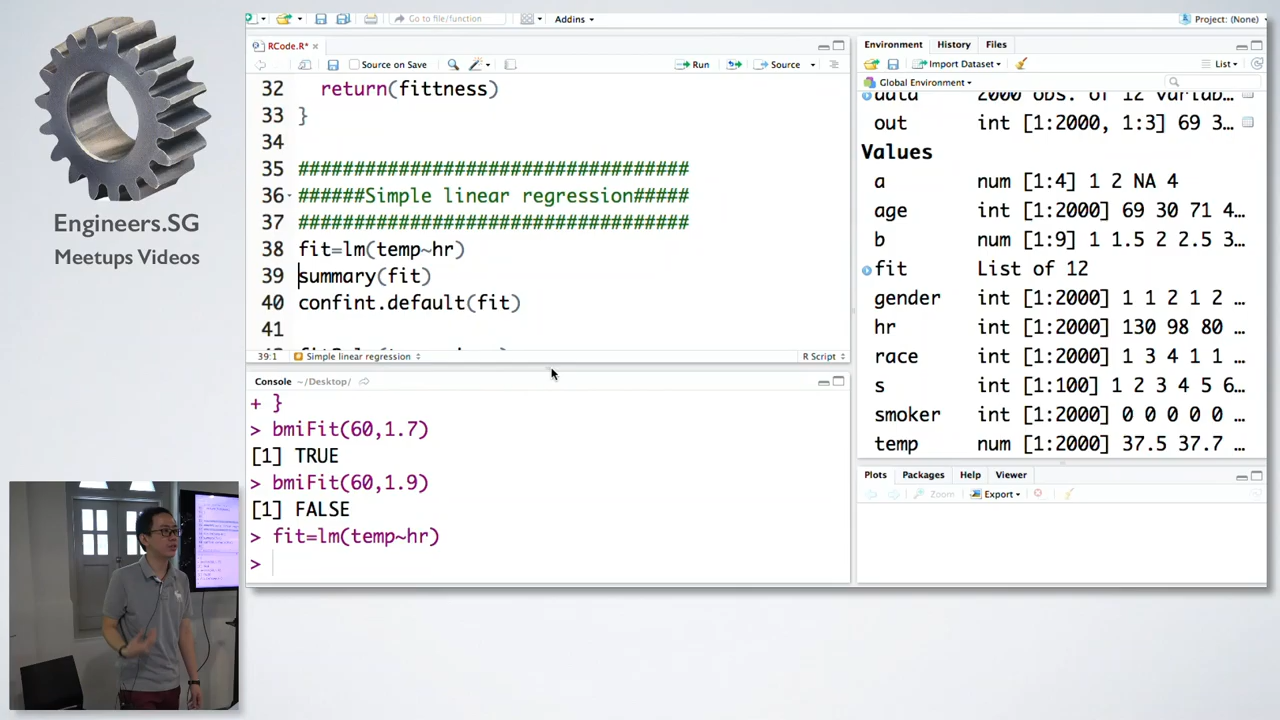 Engineers.SG
Meetups Videos
Go to file/function
Addins
Project: (None)
RCode.R*
Source on Save
Run
Source
32 return(fittness)
33 }
34
35 ###################################
36 ######Simple linear regression#####
37 ###################################
38 fit=lm(temp~hr)
39 summary(fit)
40 confint.default(fit)
41
39:1 Simple linear regression R Script
Console ~/Desktop/
+ }
> bmiFit(60,1.7)
[1] TRUE
> bmiFit(60,1.9)
[1] FALSE
> fit=lm(temp~hr)
>
Environment History Files
Import Dataset List
Global Environment
data 2000 obs. of 12 variab…
out int [1:2000, 1:3] 69 3…
Values
a num [1:4] 1 2 NA 4
age int [1:2000] 69 30 71 4…
b num [1:9] 1 1.5 2 2.5 3…
fit List of 12
gender int [1:2000] 1 1 2 1 2 …
hr int [1:2000] 130 98 80 …
race int [1:2000] 1 3 4 1 1 …
s int [1:100] 1 2 3 4 5 6…
smoker int [1:2000] 0 0 0 0 0 …
temp num [1:2000] 37.5 37.7 …
Plots Packages Help Viewer
Zoom Export